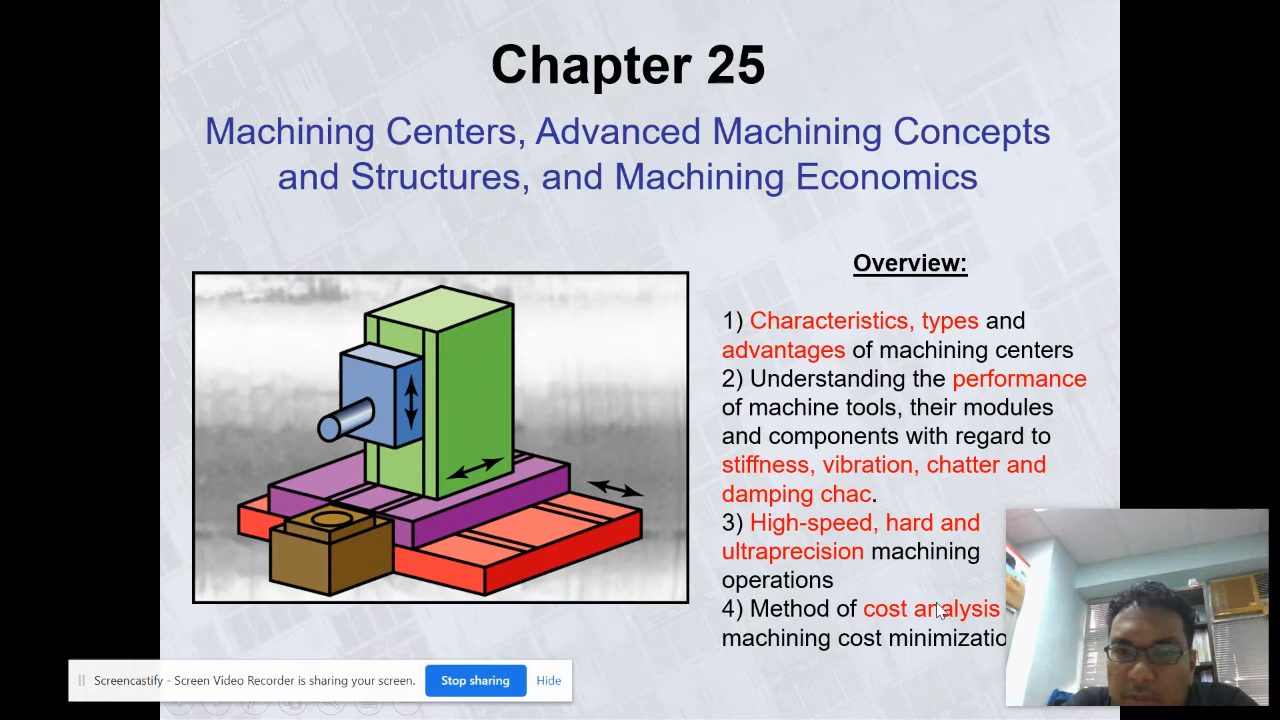 Chapter 25
Machining Centers, Advanced Machining Concepts
and Structures, and Machining Economics
Overview:
1) Characteristics, types and
advantages of machining centers
2) Understanding the performance
of machine tools, their modules
and components with regard to
stiffness, vibration, chatter and
damping chac.
3) High-speed, hard and
ultraprecision machining
operations
4) Method of cost analysis
machining cost minimizatio
Screencastify - Screen Video Recorder is sharing your screen.
Stop sharing
Hide